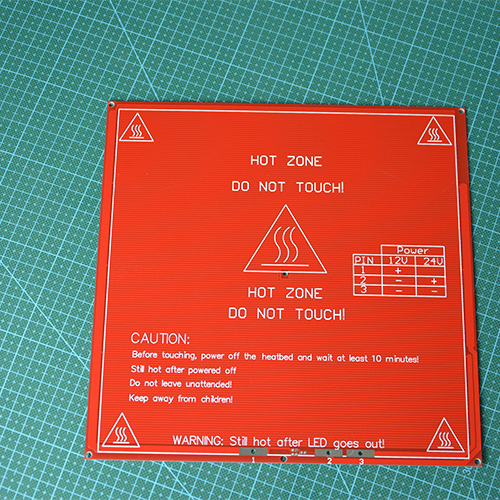 HOT ZONE
DO NOT TOUCH!
Power
PIN 12V 24V
1 + -
2 - +
3 - -
HOT ZONE
DO NOT TOUCH!
CAUTION:
Before touching, power off the heatbed and wait at least 10 minutes!
Still hot after powered off
Do not leave unattended!
Keep away from children!
WARNING: Still hot after LED goes out!
1 2 3